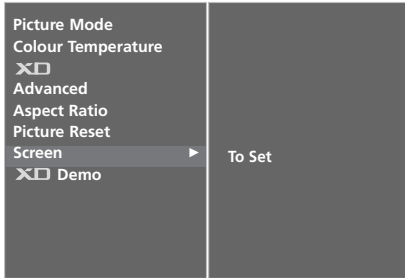 Picture Mode
Colour Temperature
XD
Advanced
Aspect Ratio
Picture Reset
Screen ►
To Set
XD Demo